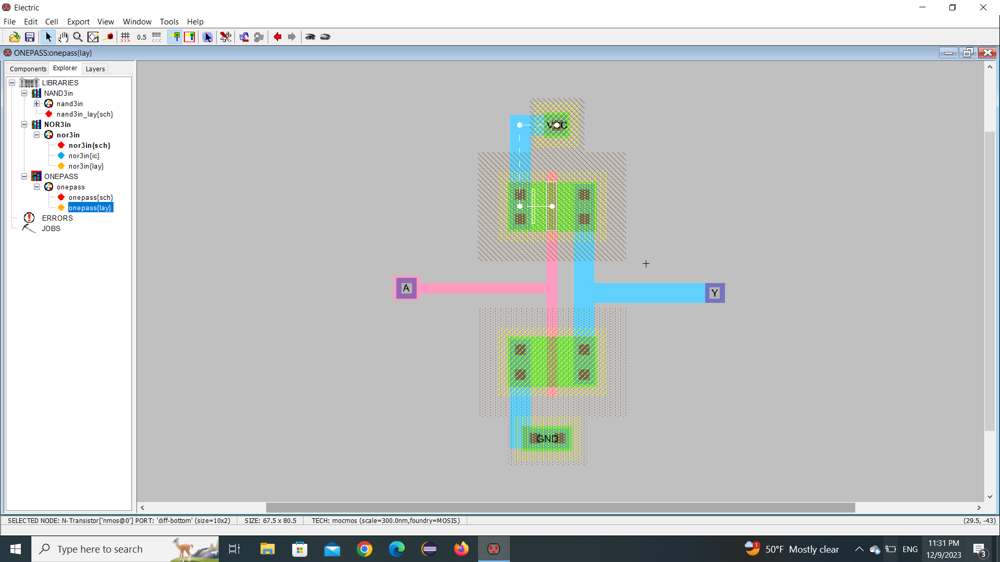 Electric
File Edit Cell Export View Window Tools Help
0.5
ONEPASS:onepass{lay}
Components Explorer Layers
LIBRARIES
NAND3in
nand3in
nand3in_lay{sch}
NOR3in
nor3in
nor3in{sch}
nor3in{ic}
nor3in{lay}
ONEPASS
onepass
onepass{sch}
onepass{lay}
ERRORS
JOBS
VCC
A
Y
GND
SELECTED NODE: N-Transistor['nmos@0'] PORT: 'diff-bottom' (size=10x2) SIZE: 67.5 x 80.5 TECH: mocmos (scale=300.0nm,foundry=MOSIS) (29.5, -43)
Type here to search
1
50°F Mostly clear
ENG
11:31 PM
12/9/2023
3